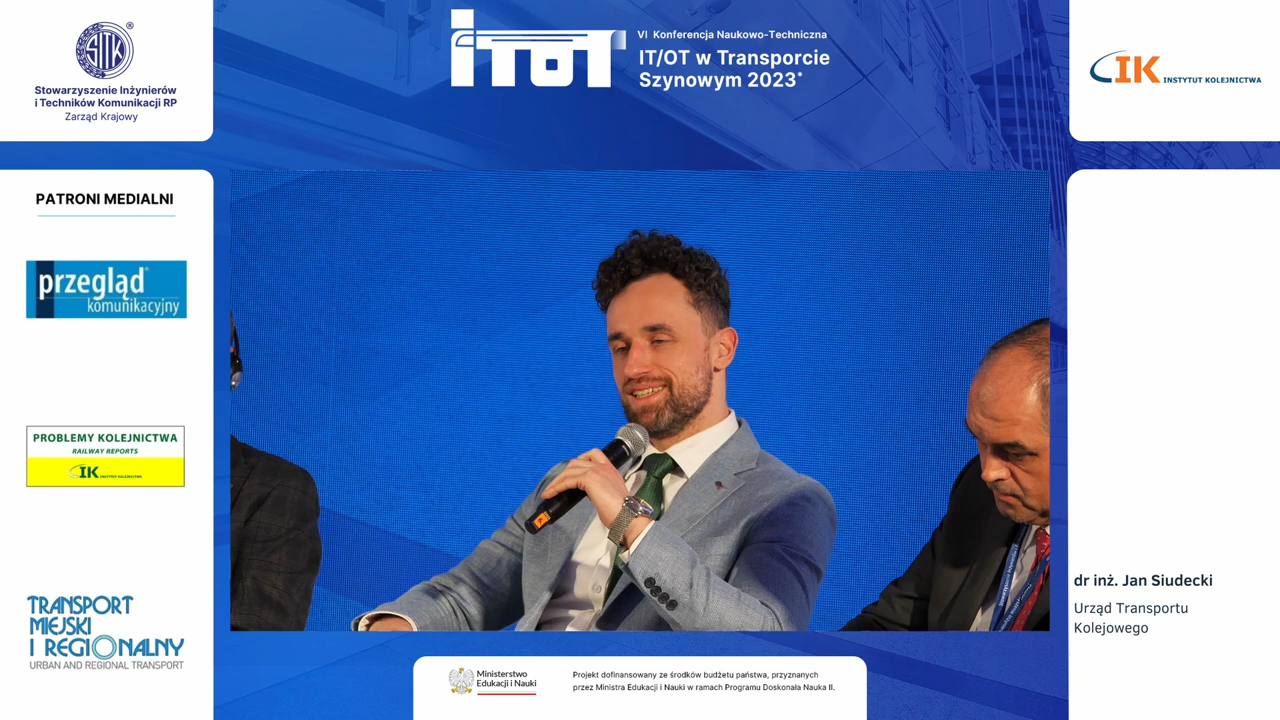 SITK
®
Stowarzyszenie Inżynierów
i Techników Komunikacji RP
Zarząd Krajowy
ITOT
VI Konferencja Naukowo-Techniczna
IT/OT w Transporcie
Szynowym 2023*
IK INSTYTUT KOLEJNICTWA
PATRONI MEDIALNI
przegląd
komunikacyjny
PROBLEMY KOLEJNICTWA
RAILWAY REPORTS
IK INSTYTUT KOLEJNICTWA
TRANSPORT
MIEJSKI
I REGIONALNY
URBAN AND REGIONAL TRANSPORT
dr inż. Jan Siudecki
Urząd Transportu
Kolejowego
Ministerstwo
Edukacji i Nauki
Projekt dofinansowany ze środków budżetu państwa, przyznanych
przez Ministra Edukacji i Nauki w ramach Programu Doskonała Nauka II.